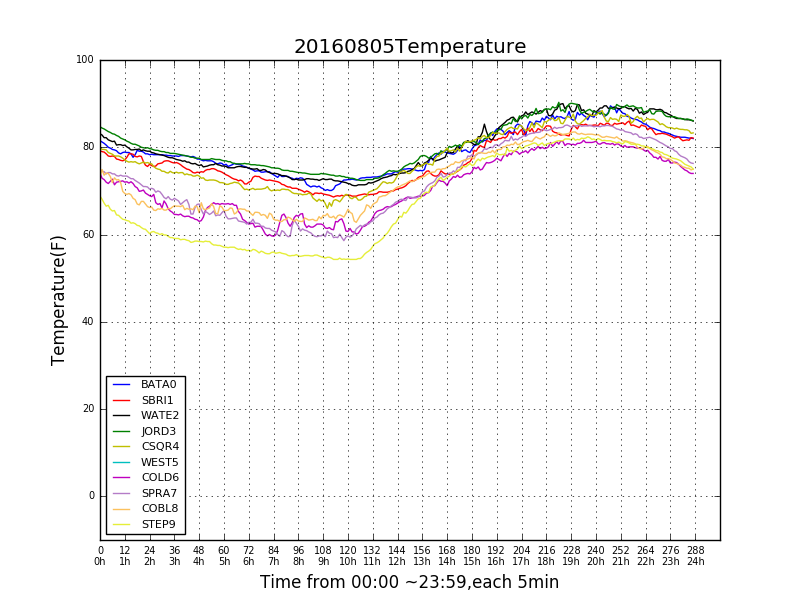 20160805Temperature
100
80
60
40
20
0
Temperature(F)
BATA0
SBRI1
WATE2
JORD3
CSQR4
WEST5
COLD6
SPRA7
COBL8
STEP9
0 12 24 36 48 60 72 84 96 108 120 132 144 156 168 180 192 204 216 228 240 252 264 276 288
0h 1h 2h 3h 4h 5h 6h 7h 8h 9h 10h 11h 12h 13h 14h 15h 16h 17h 18h 19h 20h 21h 22h 23h 24h
Time from 00:00 ~23:59,each 5min